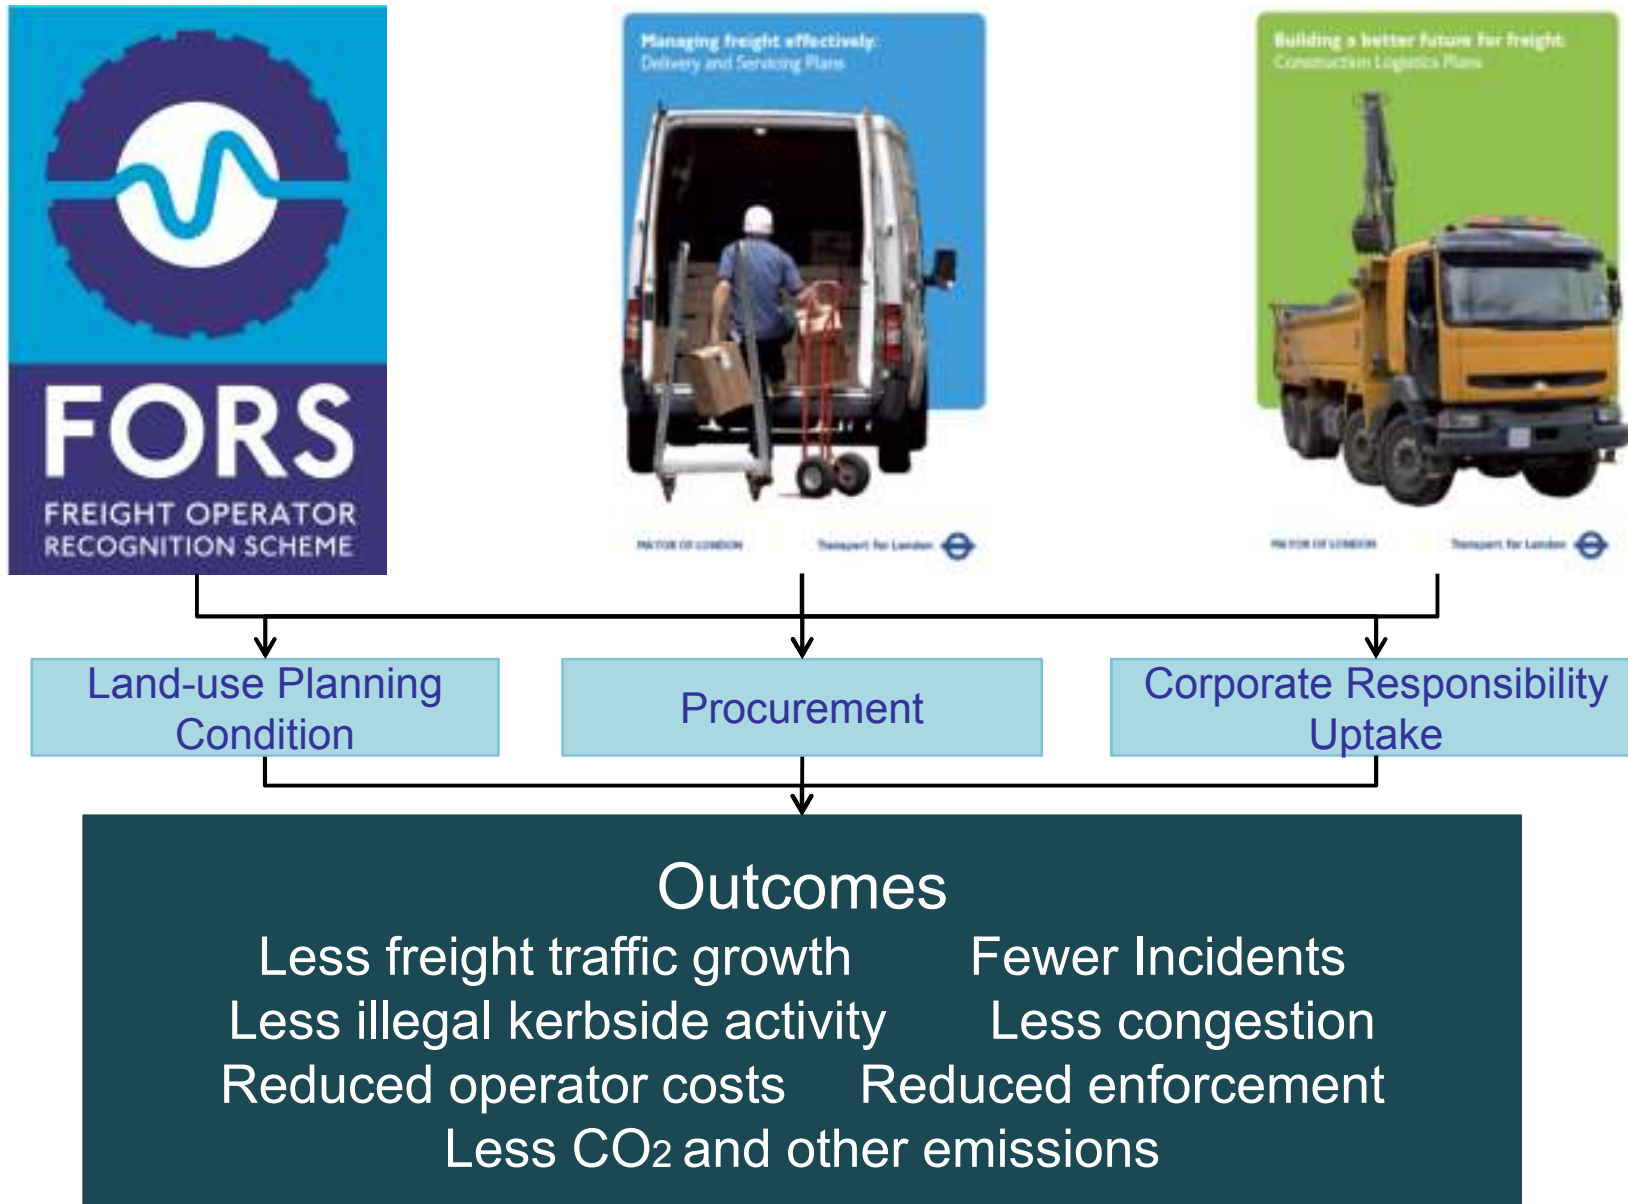 FORS
FREIGHT OPERATOR
RECOGNITION SCHEME
Managing freight effectively:
Delivery and Servicing Plans
MAYOR OF LONDON
Transport for London
Building a better future for freight:
Construction Logistics Plans
MAYOR OF LONDON
Transport for London
Land-use Planning
Condition
Procurement
Corporate Responsibility
Uptake
Outcomes
Less freight traffic growth Fewer Incidents
Less illegal kerbside activity Less congestion
Reduced operator costs Reduced enforcement
Less CO2 and other emissions